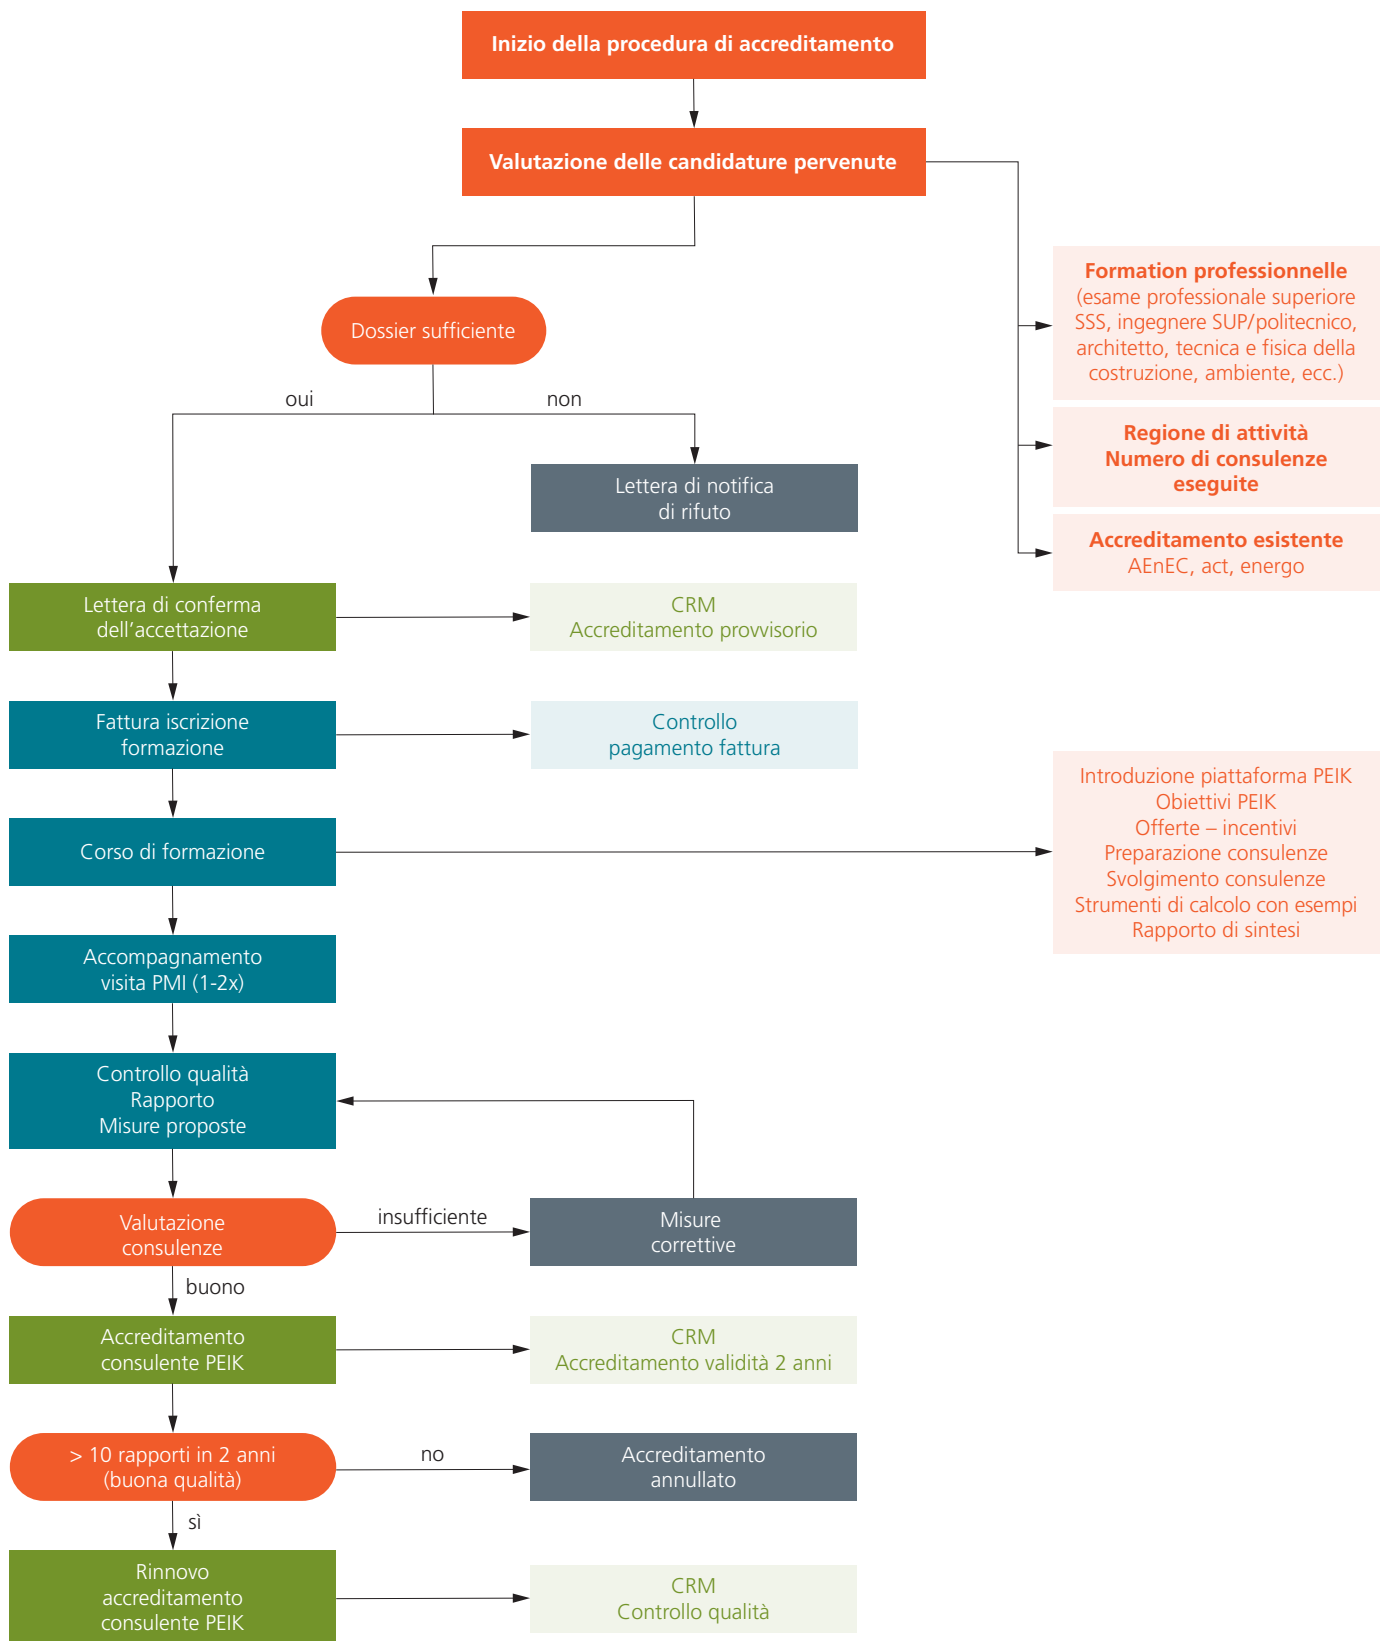 Inizio della procedura di accreditamento
Valutazione delle candidature pervenute
Formation professionnelle
(esame professionale superiore
SSS, ingegnere SUP/politecnico,
architetto, tecnica e fisica della
costruzione, ambiente, ecc.)
Regione di attività
Numero di consulenze
eseguite
Accreditamento esistente
AEnEC, act, energo
Dossier sufficiente
oui
non
Lettera di notifica
di rifuto
Lettera di conferma
dell'accettazione
CRM
Accreditamento provvisorio
Fattura iscrizione
formazione
Controllo
pagamento fattura
Corso di formazione
Introduzione piattaforma PEIK
Obiettivi PEIK
Offerte – incentivi
Preparazione consulenze
Svolgimento consulenze
Strumenti di calcolo con esempi
Rapporto di sintesi
Accompagnamento
visita PMI (1-2x)
Controllo qualità
Rapporto
Misure proposte
Valutazione
consulenze
insufficiente
Misure
correttive
buono
Accreditamento
consulente PEIK
CRM
Accreditamento validità 2 anni
> 10 rapporti in 2 anni
(buona qualità)
no
Accreditamento
annullato
sì
Rinnovo
accreditamento
consulente PEIK
CRM
Controllo qualità